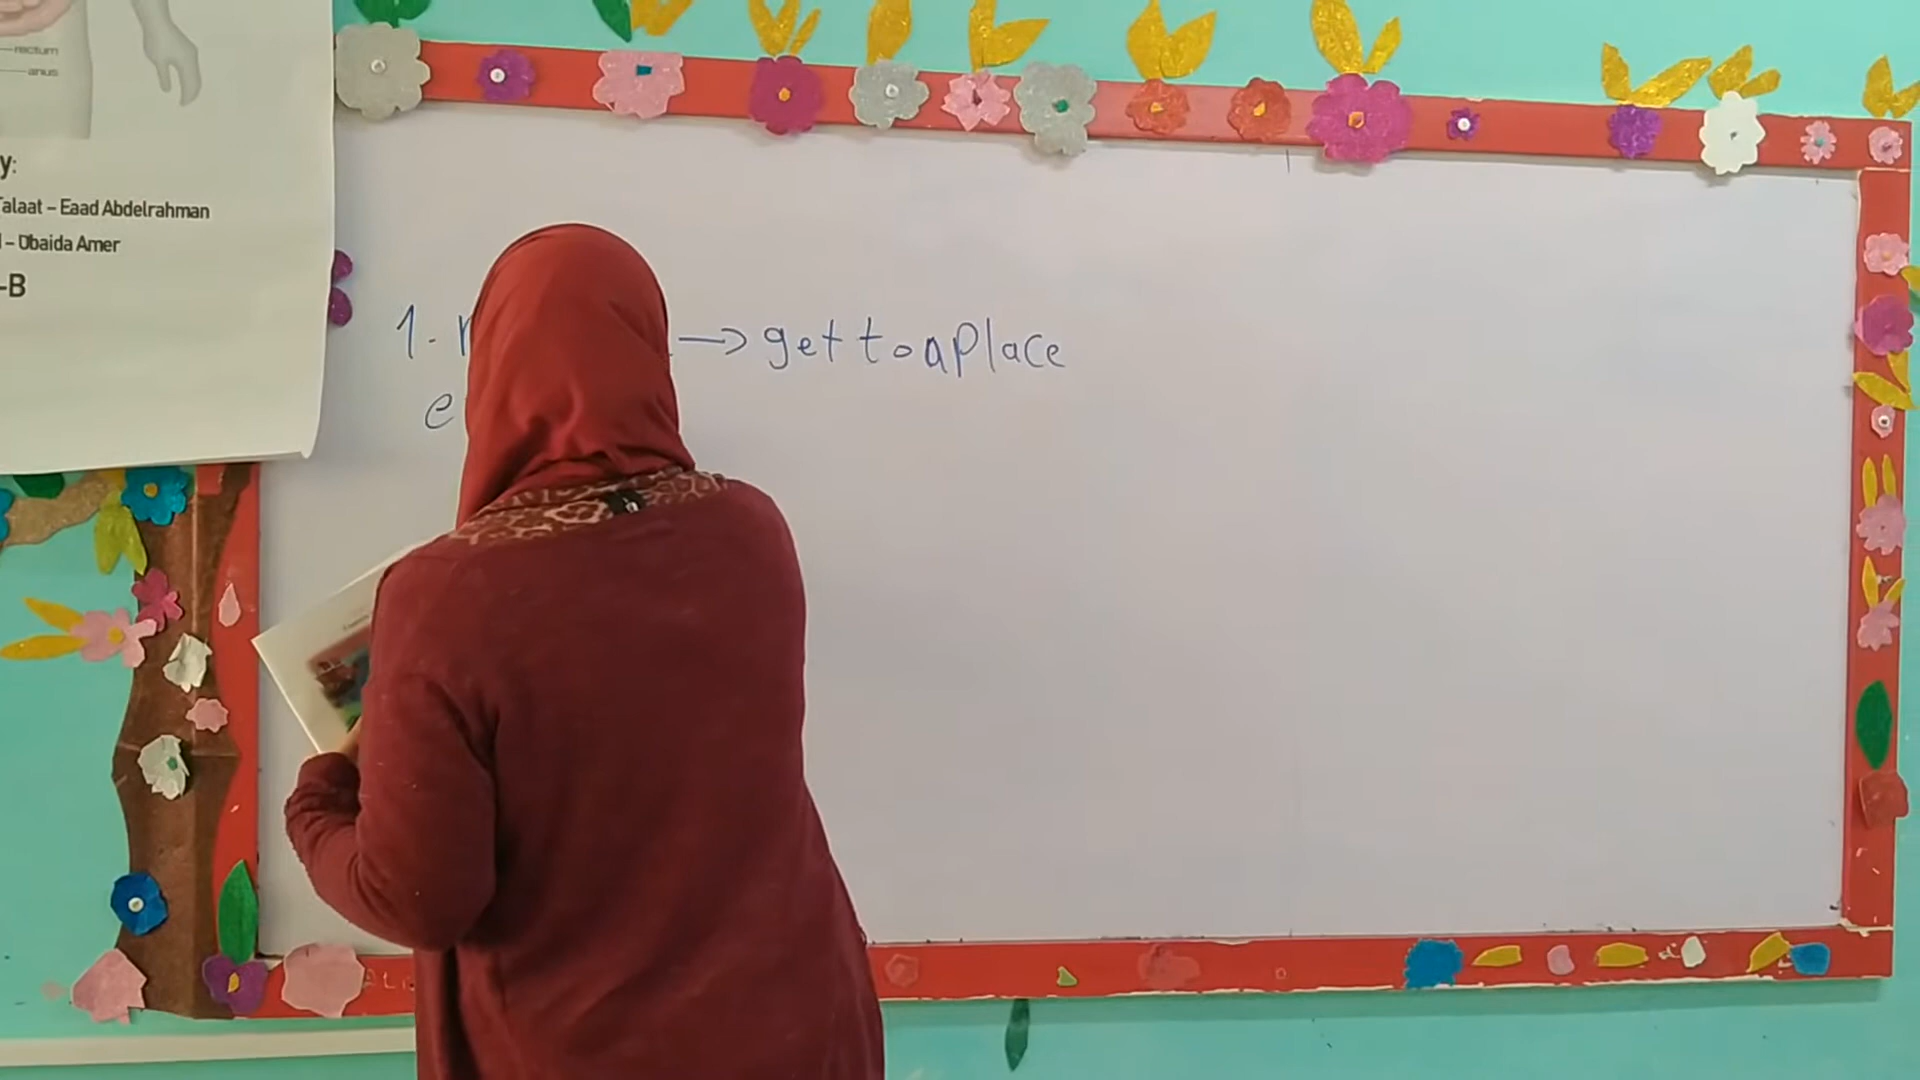 rectum
anus
y:
Talaat – Eaad Abdelrahman
– Obaida Amer
-B
1. → get to a place